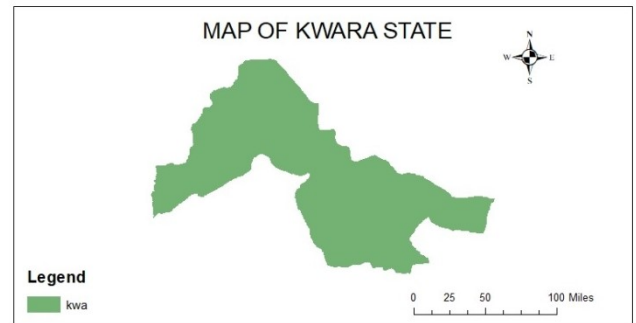 MAP OF KWARA STATE
N
W E
S
Legend
kwa
0 25 50 100 Miles